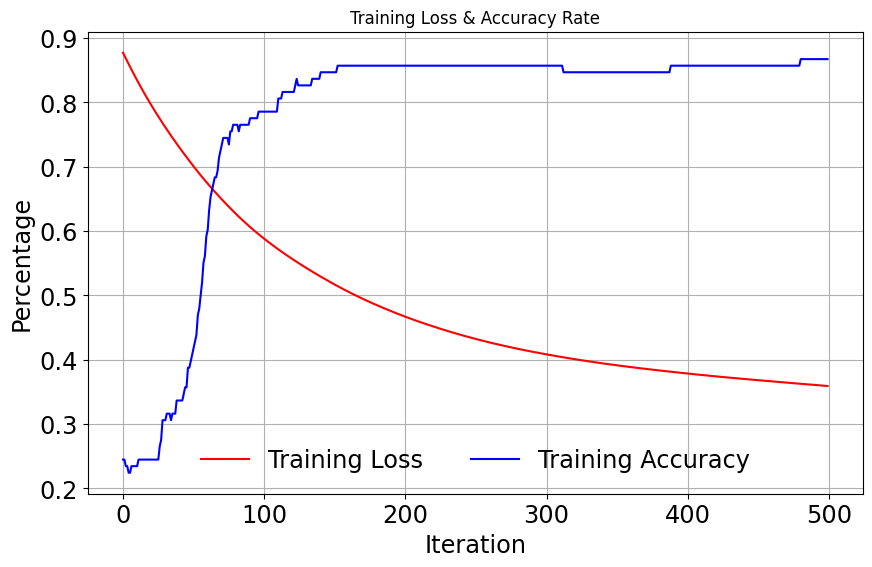 Training Loss & Accuracy Rate
0.9
0.8
0.7
0.6
0.5
0.4
0.3
0.2
Percentage
Training Loss
Training Accuracy
0
100
200
300
400
500
Iteration